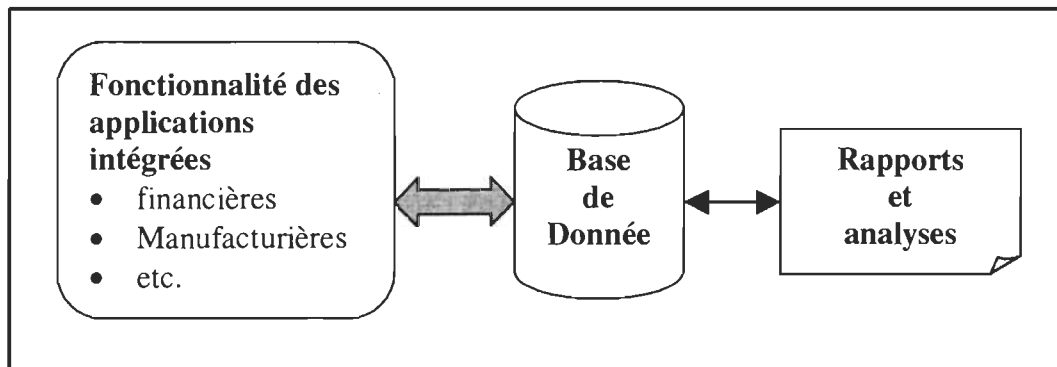 Fonctionnalité des
applications
intégrées
• financières
• Manufacturières
• etc.
Base
de
Donnée
Rapports
et
analyses